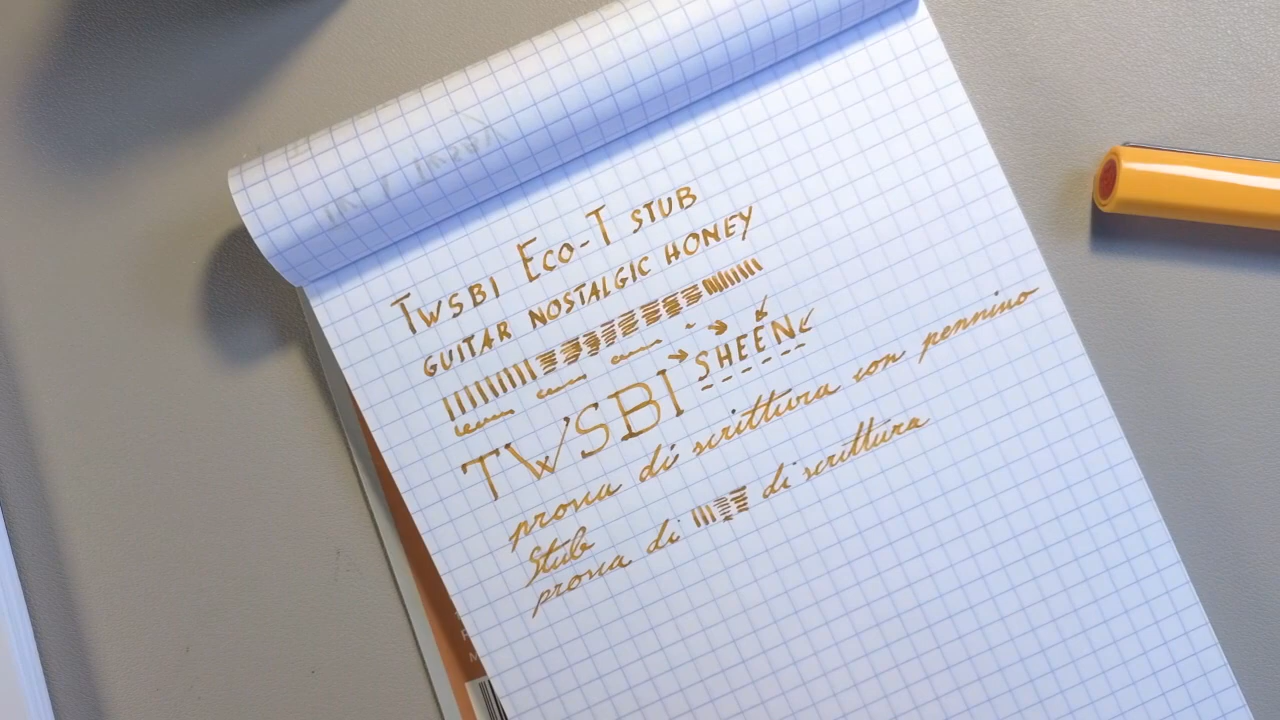 TWSBI ECO-T STUB
GUITAR NOSTALGIC HONEY
SHEEN
TWSBI
prova di scrittura con pennino
Stub
prova di di scrittura